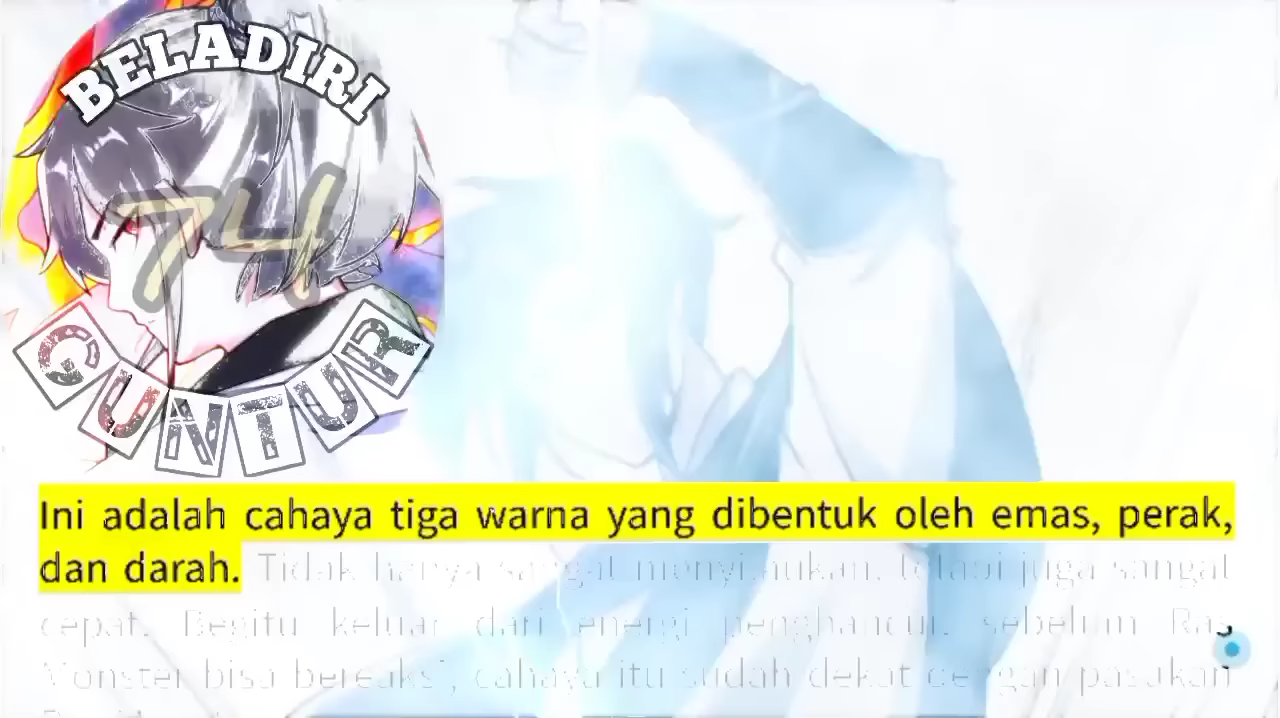 BELADIRI
74
GUNTUR
Ini adalah cahaya tiga warna yang dibentuk oleh emas, perak,
dan darah. Tidak hanya sangat menyilaukan, tetapi juga sangat
cepat. Begitu keluar dari energi penghancur, sebelum Ras
Monster bisa bereaksi, cahaya itu sudah dekat dengan pasukan